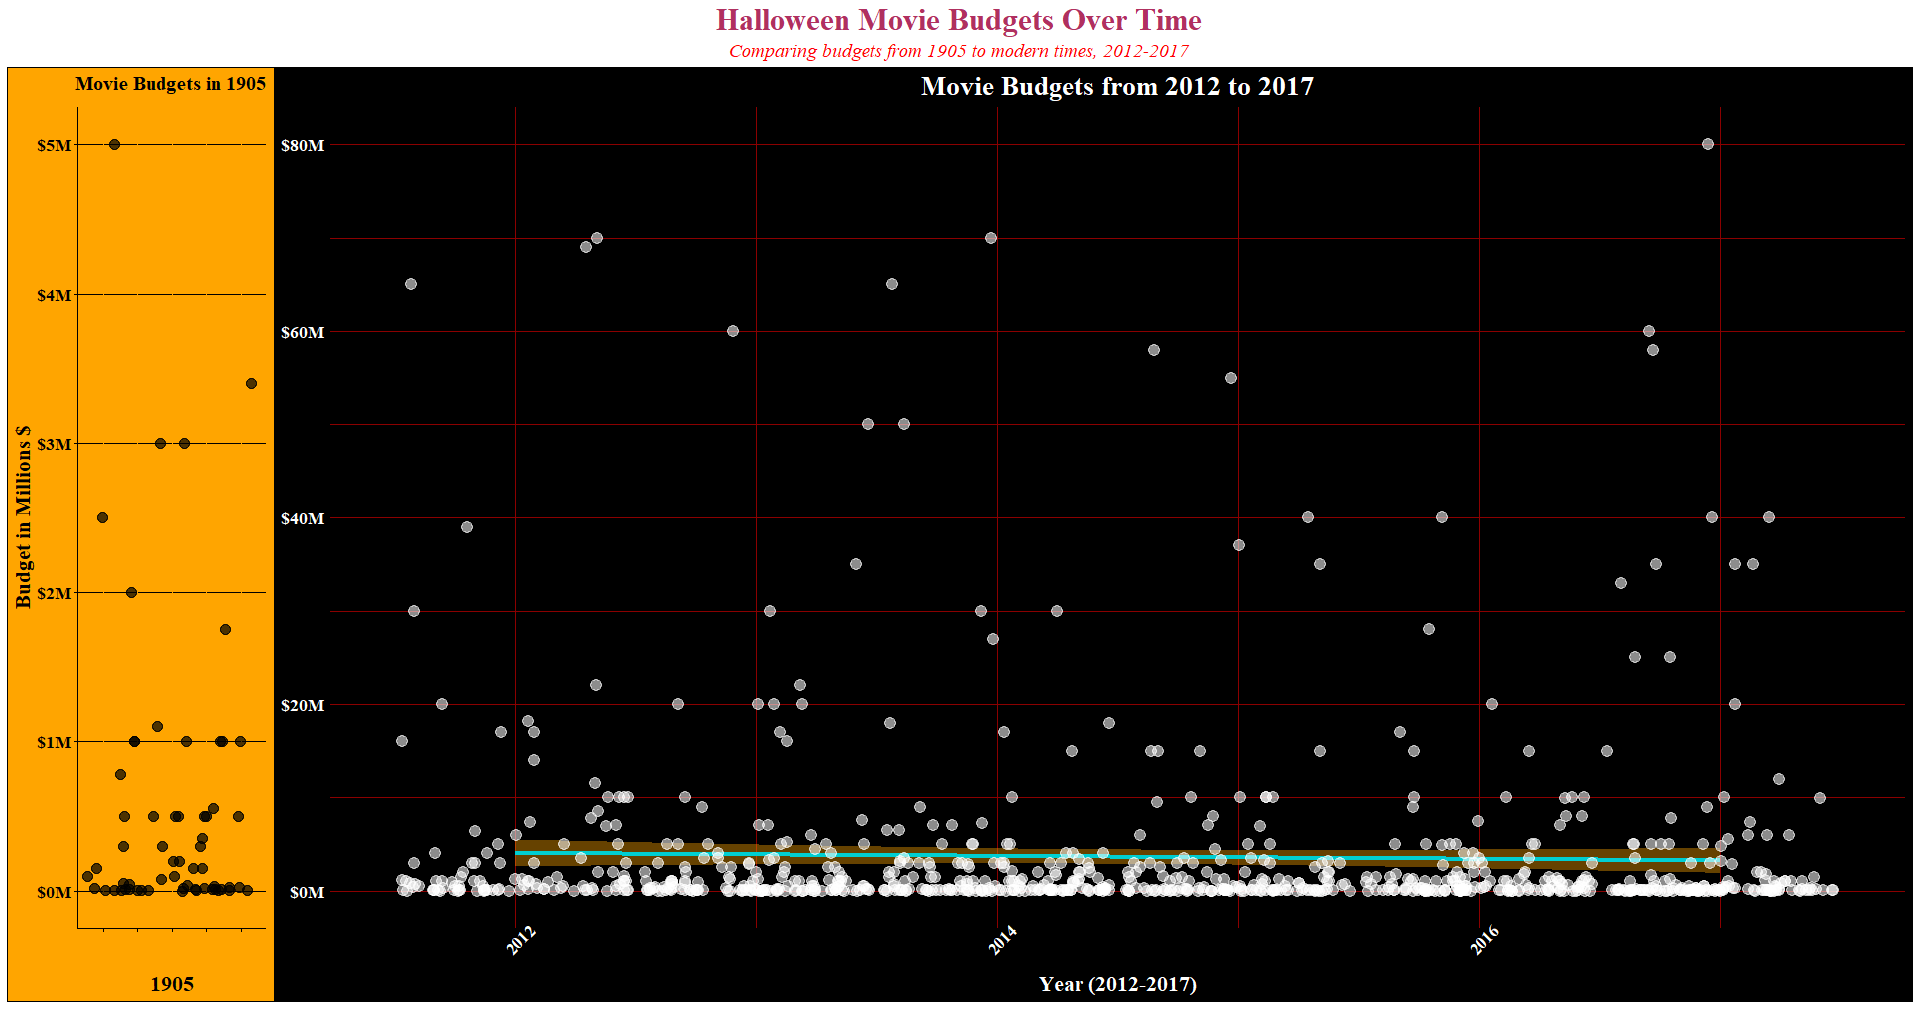 Halloween Movie Budgets Over Time
Comparing budgets from 1905 to modern times, 2012-2017
Movie Budgets in 1905
Budget in Millions $
$5M
$4M
$3M
$2M
$1M
$0M
1905
Movie Budgets from 2012 to 2017
$80M
$60M
$40M
$20M
$0M
2012
2014
2016
Year (2012-2017)